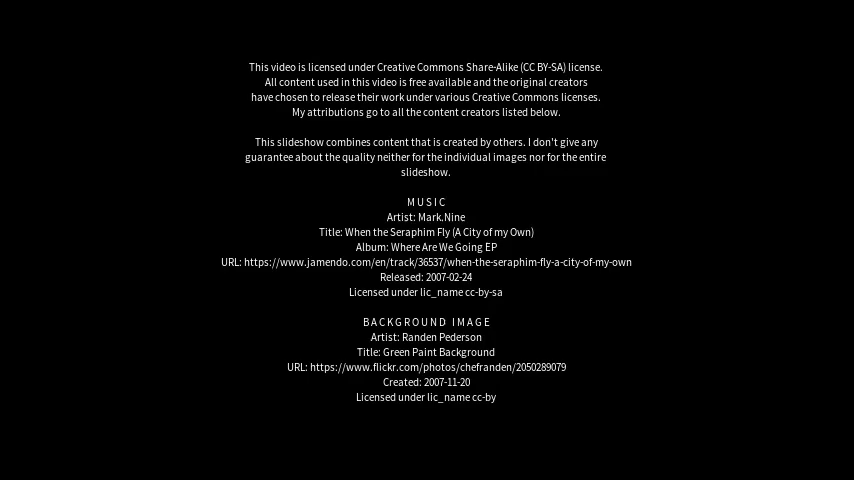 This video is licensed under Creative Commons Share-Alike (CC BY-SA) license.
All content used in this video is free available and the original creators
have chosen to release their work under various Creative Commons licenses.
My attributions go to all the content creators listed below.
This slideshow combines content that is created by others. I don't give any
guarantee about the quality neither for the individual images nor for the entire
slideshow.
MUSIC
Artist: Mark.Nine
Title: When the Seraphim Fly (A City of my Own)
Album: Where Are We Going EP
URL: https://www.jamendo.com/en/track/36537/when-the-seraphim-fly-a-city-of-my-own
Released: 2007-02-24
Licensed under lic_name cc-by-sa
BACKGROUND IMAGE
Artist: Randen Pederson
Title: Green Paint Background
URL: https://www.flickr.com/photos/chefranden/2050289079
Created: 2007-11-20
Licensed under lic_name cc-by